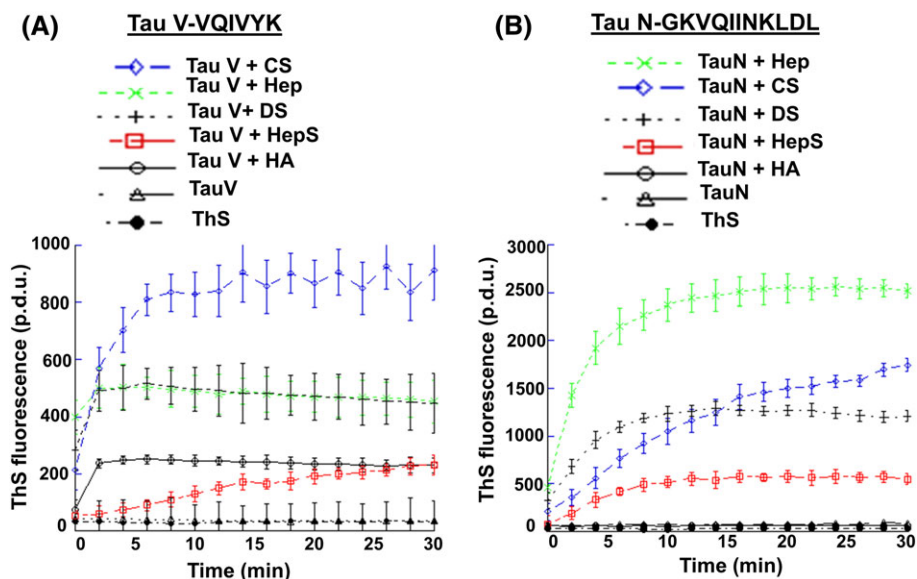 (A) Tau V-VQIVYK
Tau V + CS
Tau V + Hep
Tau V+ DS
Tau V + HepS
Tau V + HA
TauV
ThS
ThS fluorescence (p.d.u.)
1000
800
600
400
200
0
0 5 10 15 20 25 30
Time (min)
(B) Tau N-GKVQIINKLDL
TauN + Hep
TauN + CS
TauN + DS
TauN + HepS
TauN + HA
TauN
ThS
ThS fluorescence (p.d.u.)
3000
2500
2000
1500
1000
500
0
0 5 10 15 20 25 30
Time (min)